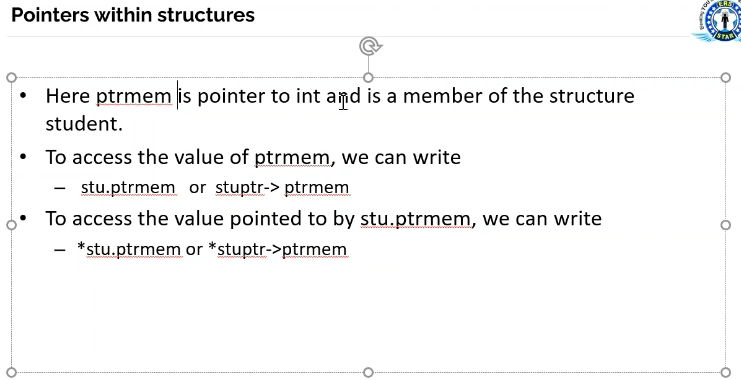 Pointers within structures
• Here ptrmem is pointer to int and is a member of the structure
student.
• To access the value of ptrmem, we can write
– stu.ptrmem or stuptr-> ptrmem
• To access the value pointed to by stu.ptrmem, we can write
– *stu.ptrmem or *stuptr->ptrmem